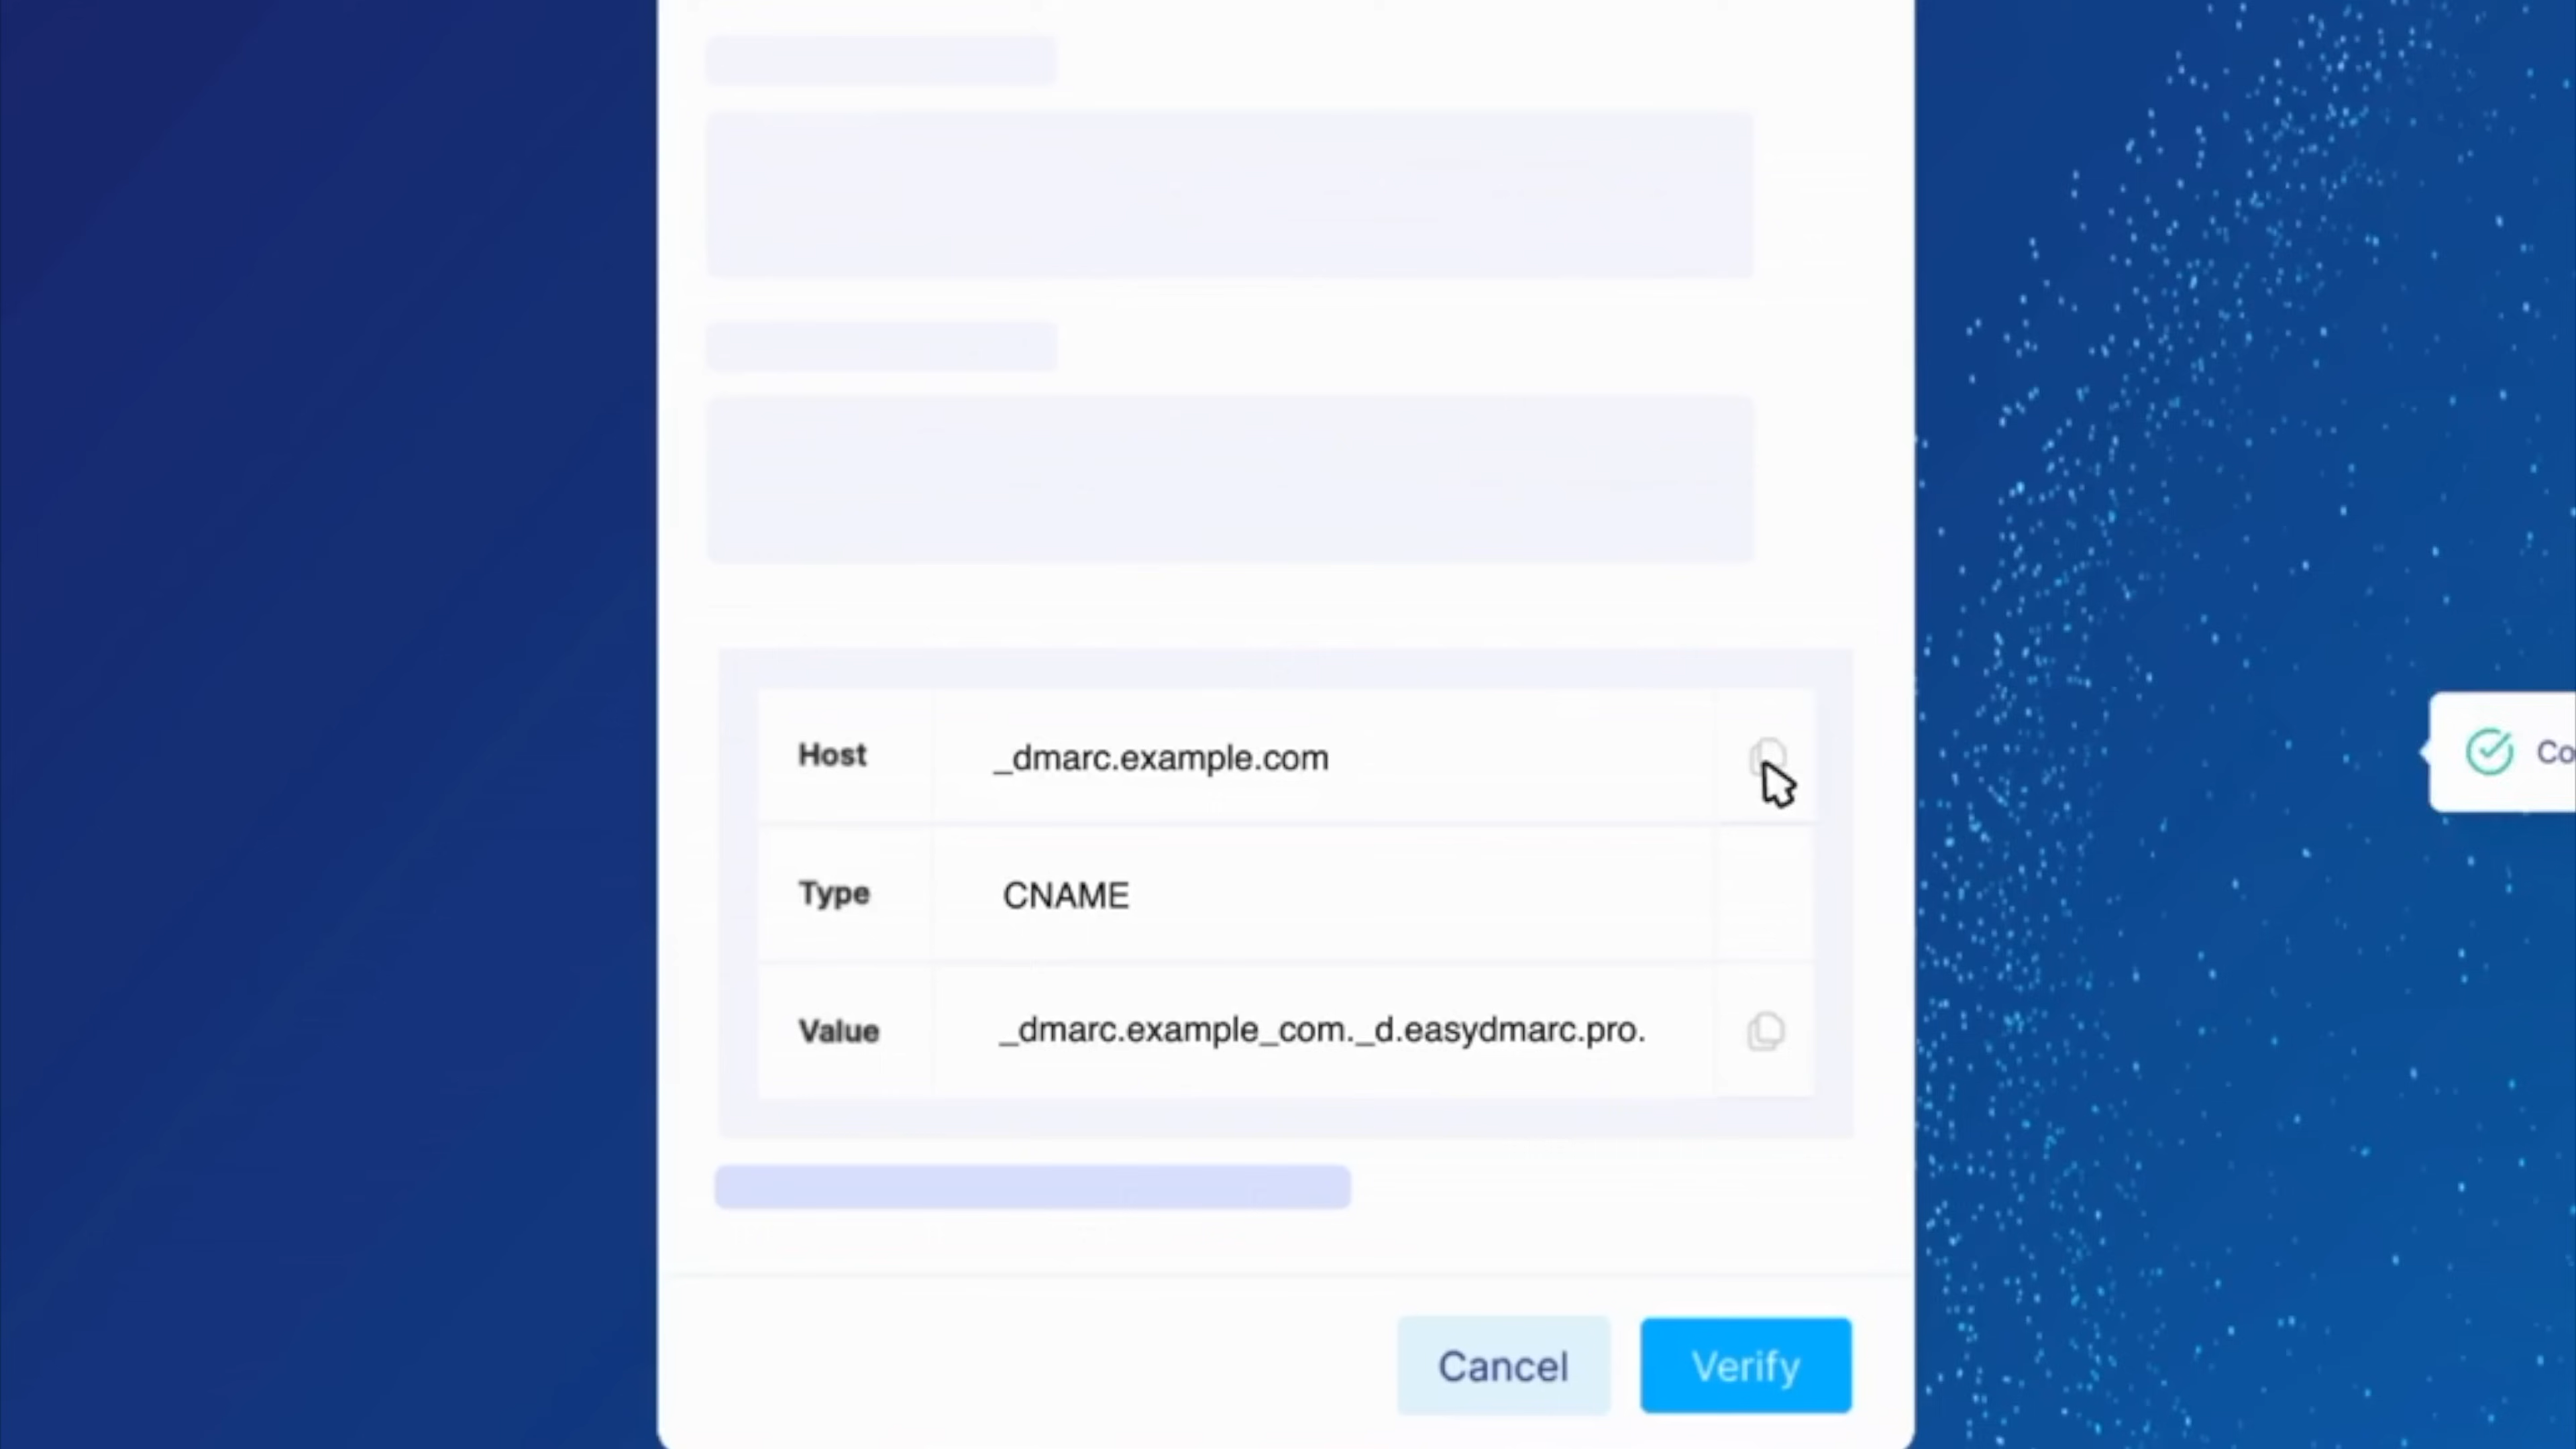 Host _dmarc.example.com
Co
Type CNAME
Value _dmarc.example_com._d.easydmarc.pro.
Cancel Verify